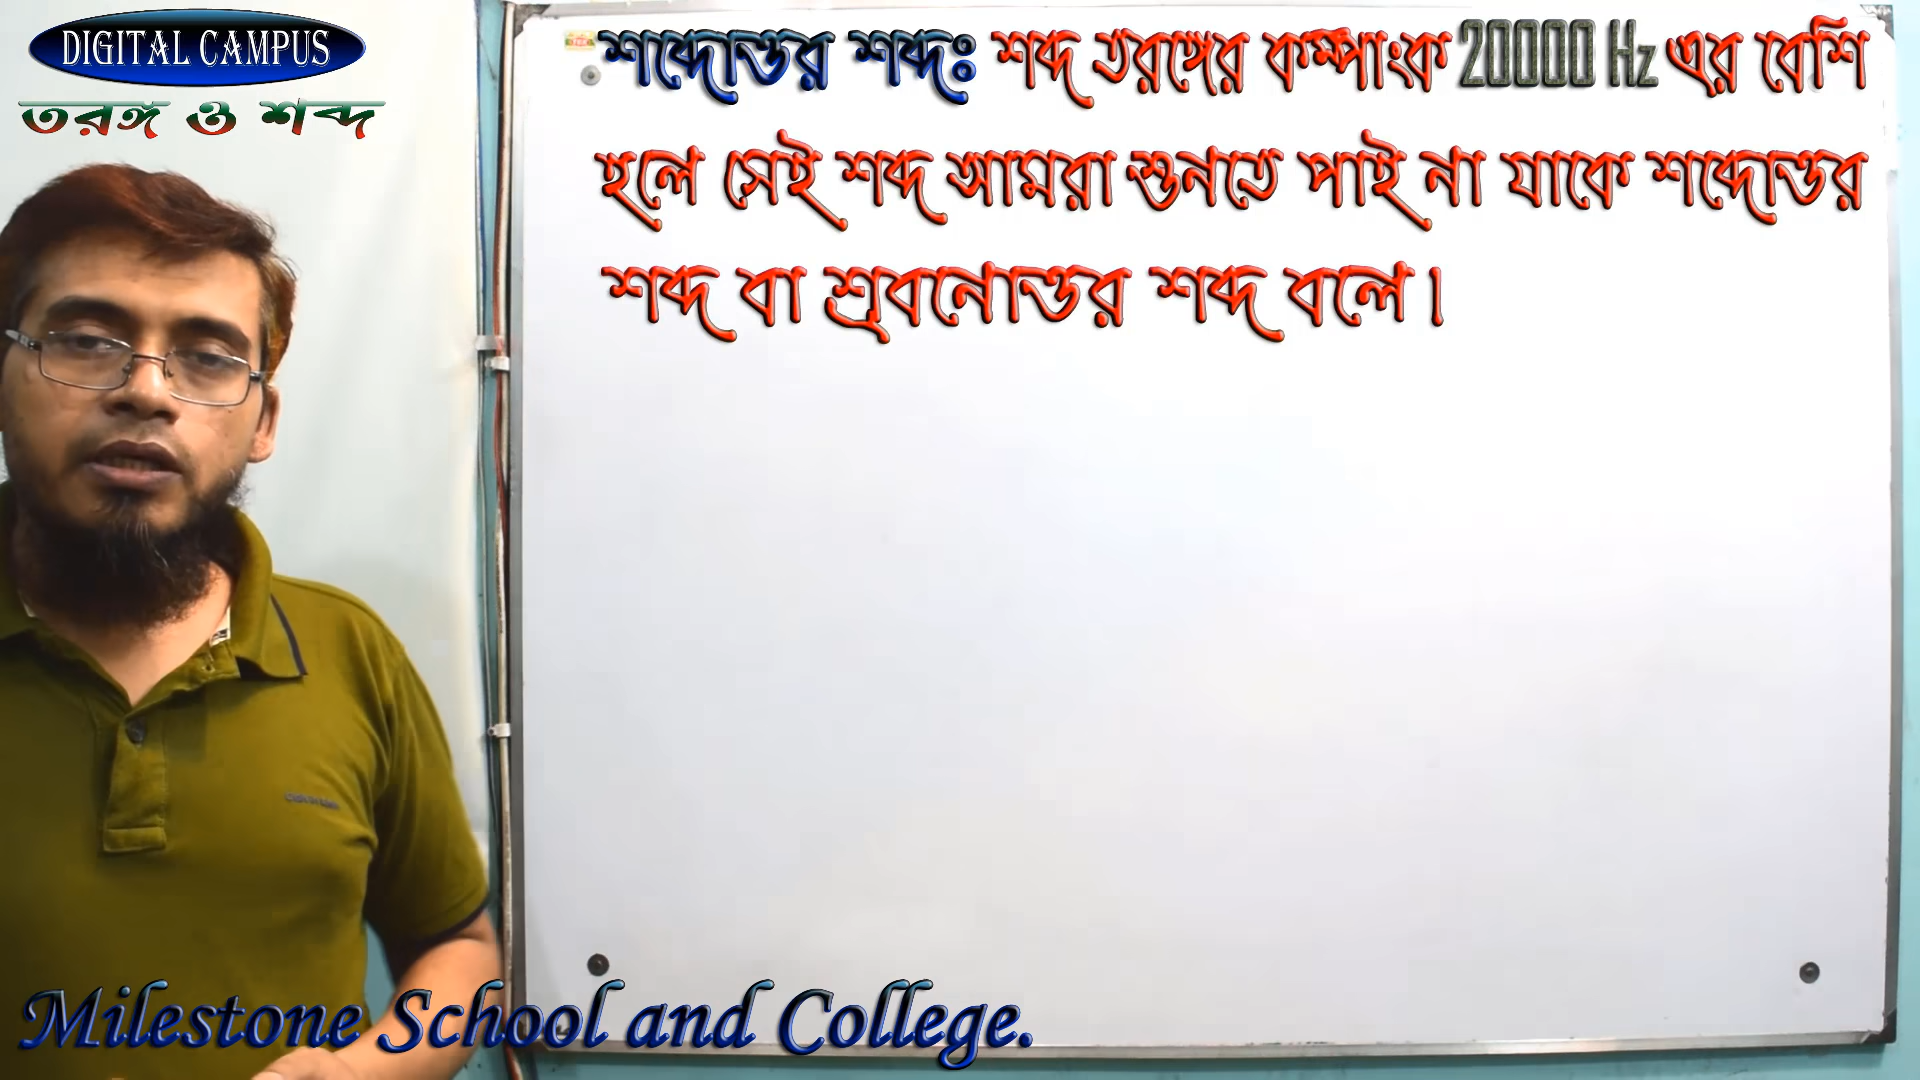 DIGITAL CAMPUS
তরঙ্গ ও শব্দ
শব্দোত্তর শব্দঃ শব্দ তরঙ্গের কম্পাংক 20000 Hz এর বেশি
হলে সেই শব্দ আমরা শুনতে পাই না যাকে শব্দোত্তর
শব্দ বা শ্রবনোত্তর শব্দ বলে।
Milestone School and College.